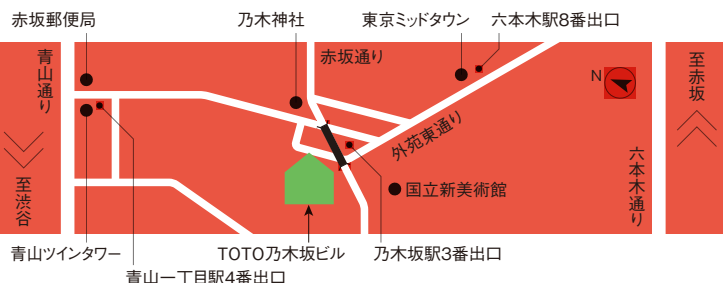 赤坂郵便局
乃木神社
東京ミッドタウン
六本木駅8番出口
青山通り
赤坂通り
N
至赤坂
外苑東通り
六本木通り
至渋谷
国立新美術館
青山ツインタワー
TOTO乃木坂ビル
乃木坂駅3番出口
青山一丁目駅4番出口